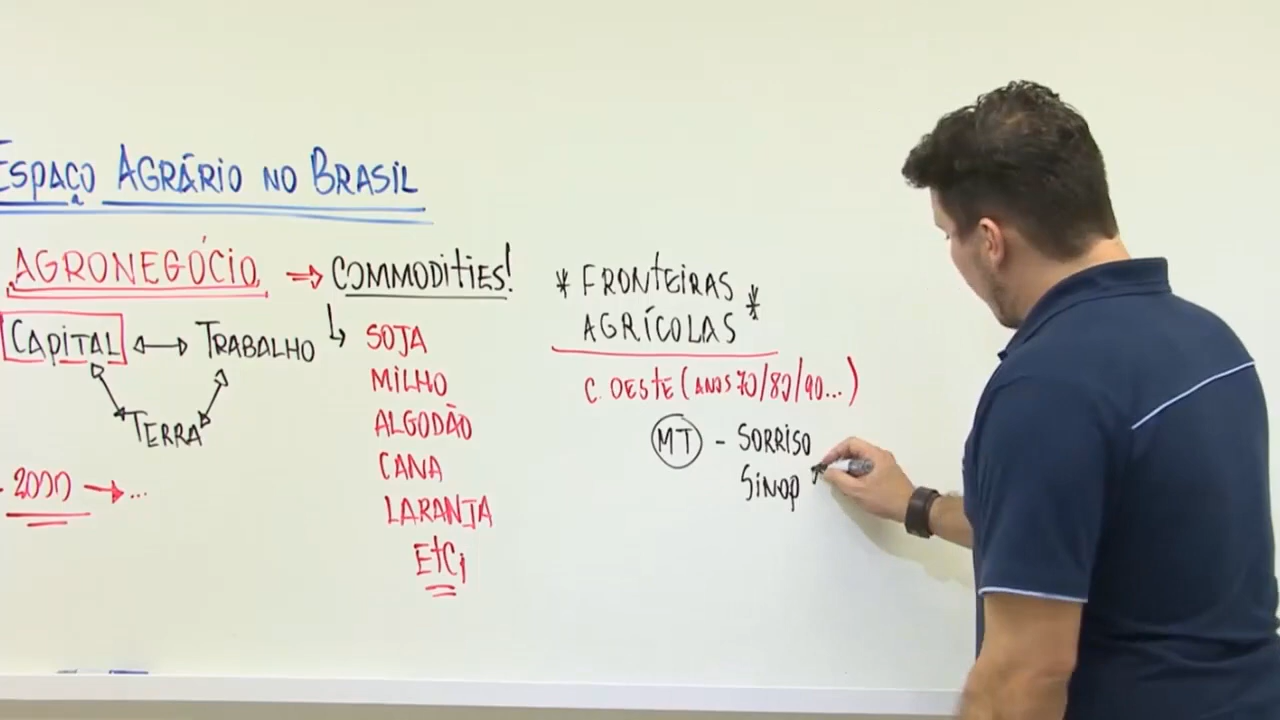 ESPAÇO AGRÁRIO NO BRASIL
AGRONEGÓCIO → COMMODITIES!
CAPITAL ↔ TRABALHO
TERRA
- 2000 → ...
↳ SOJA
MILHO
ALGODÃO
CANA
LARANJA
ETC;
* FRONTEIRAS
AGRÍCOLAS *
C. OESTE (ANOS 70/80/90...)
MT - SORRISO
SINOP